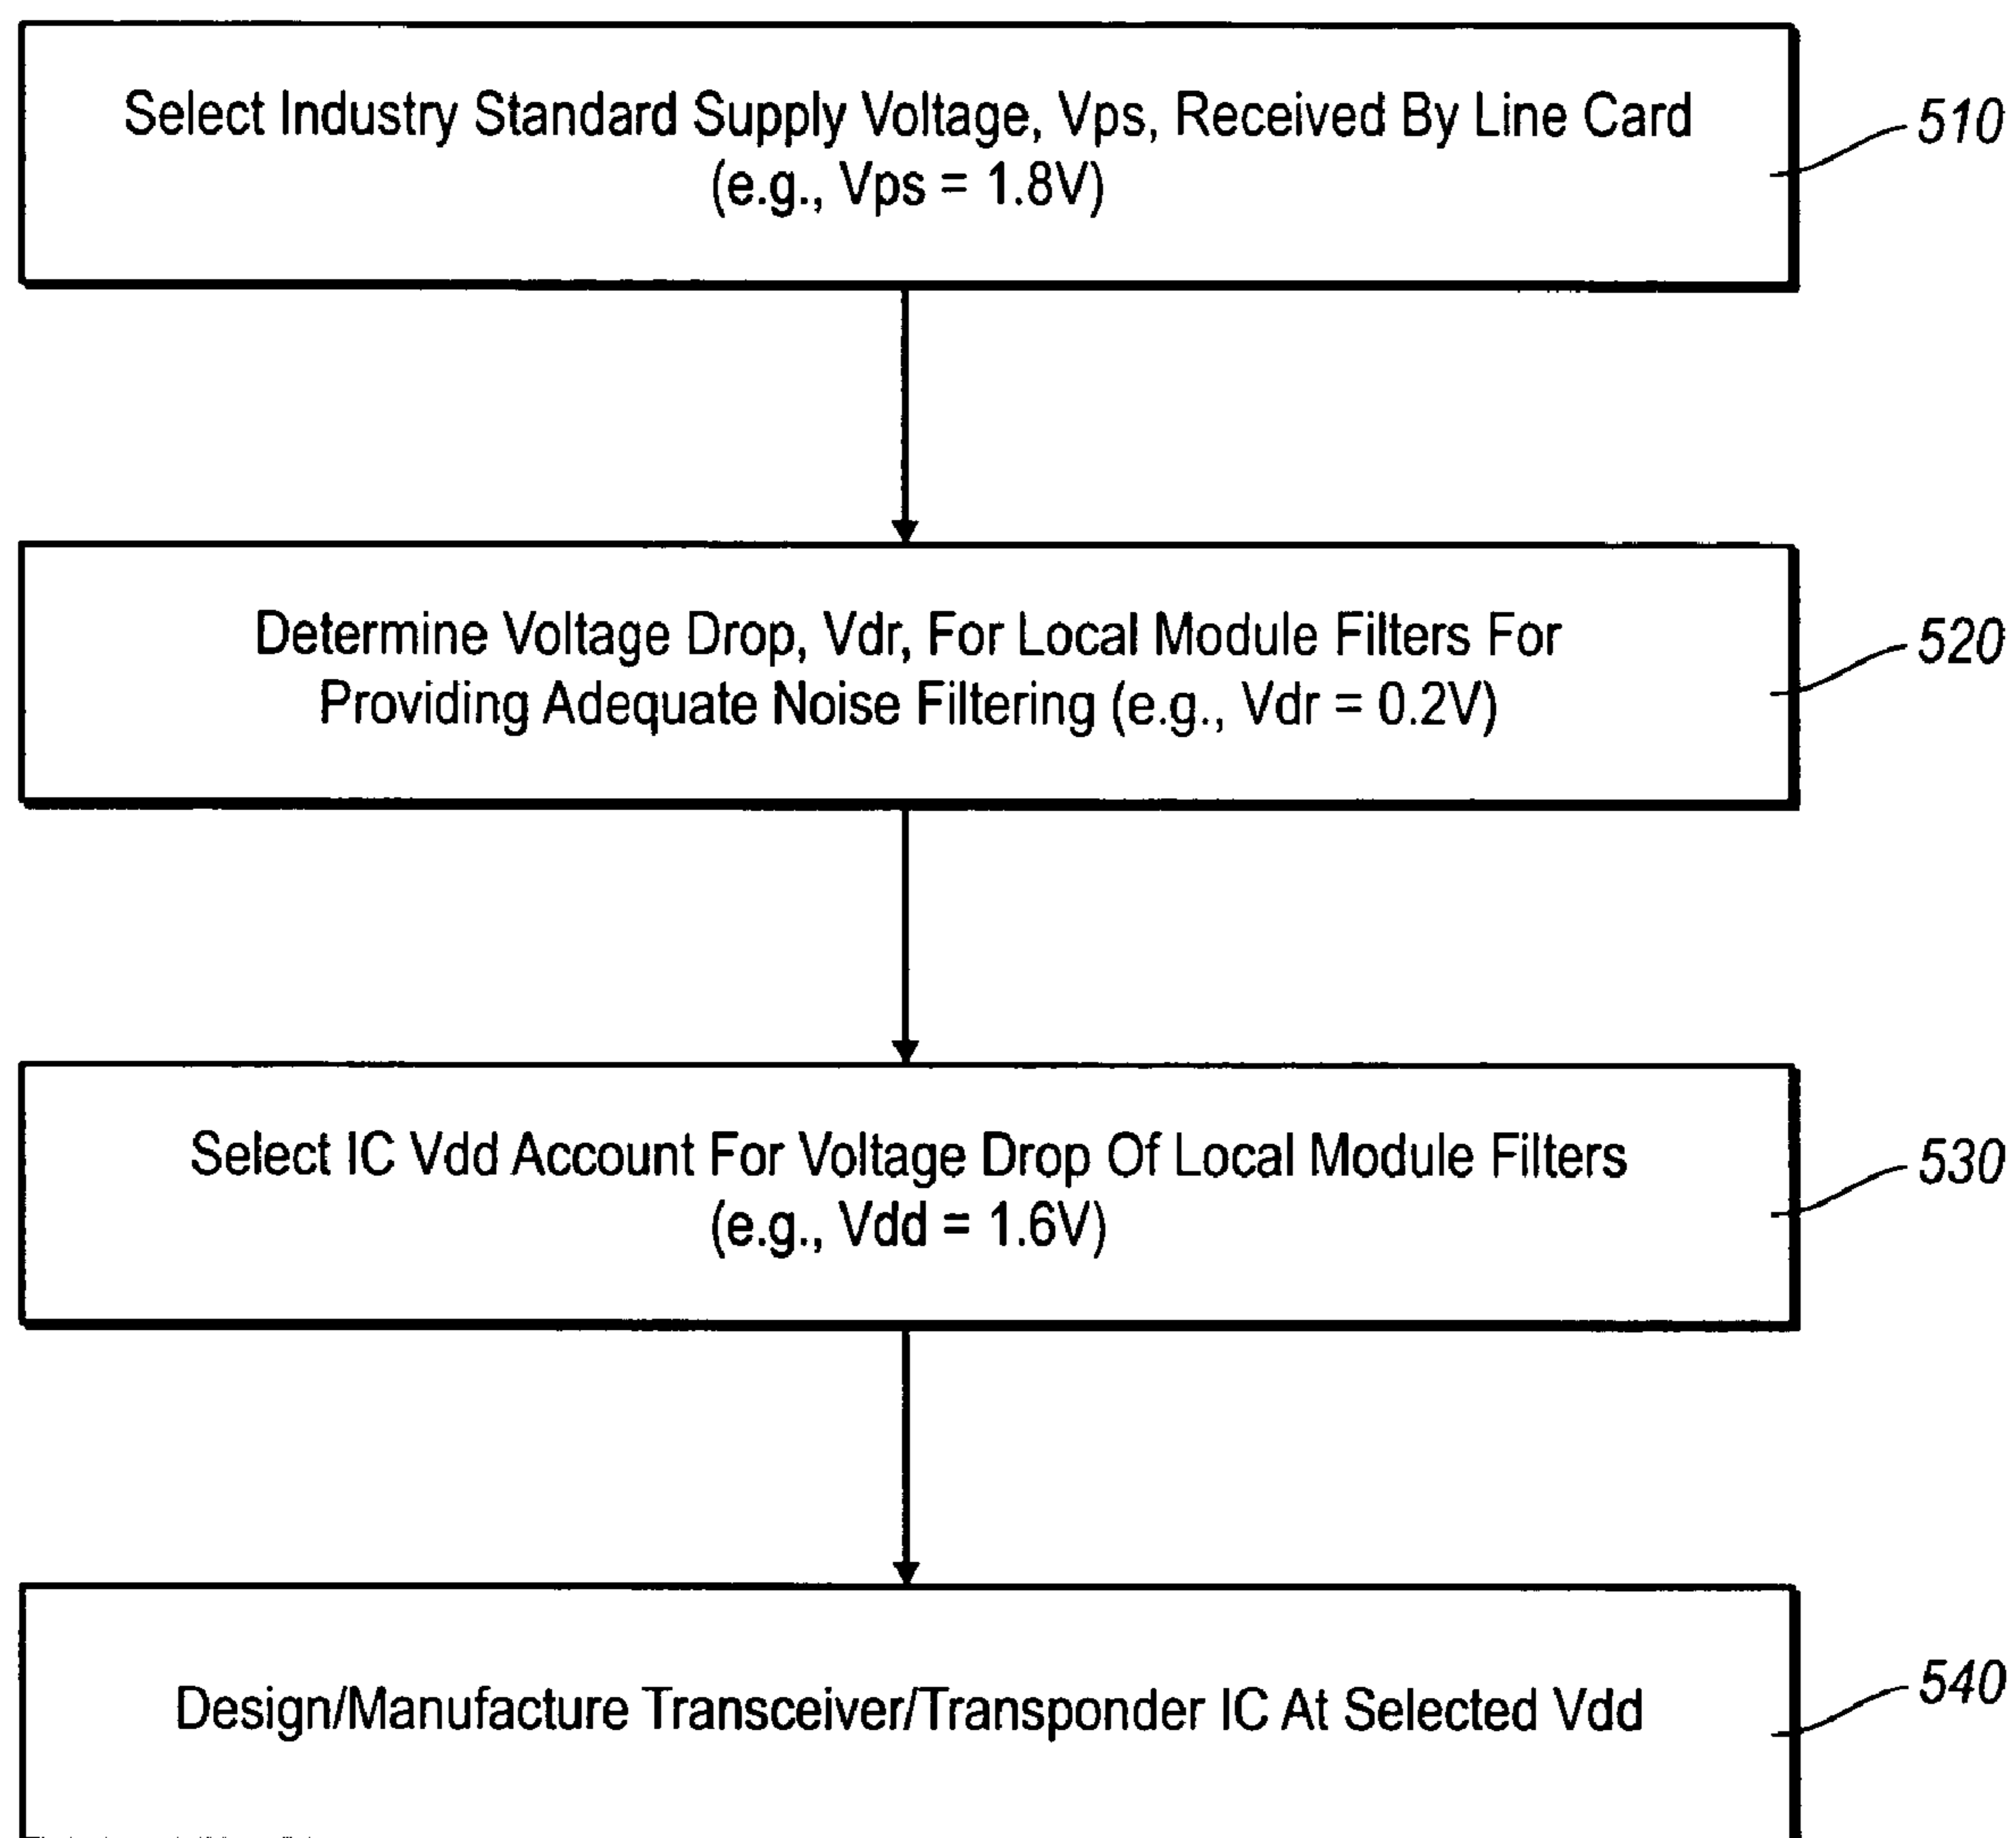 Select Industry Standard Supply Voltage, Vps, Received By Line Card
(e.g., Vps = 1.8V)
510
Determine Voltage Drop, Vdr, For Local Module Filters For
Providing Adequate Noise Filtering (e.g., Vdr = 0.2V)
520
Select IC Vdd Account For Voltage Drop Of Local Module Filters
(e.g., Vdd = 1.6V)
530
Design/Manufacture Transceiver/Transponder IC At Selected Vdd
540